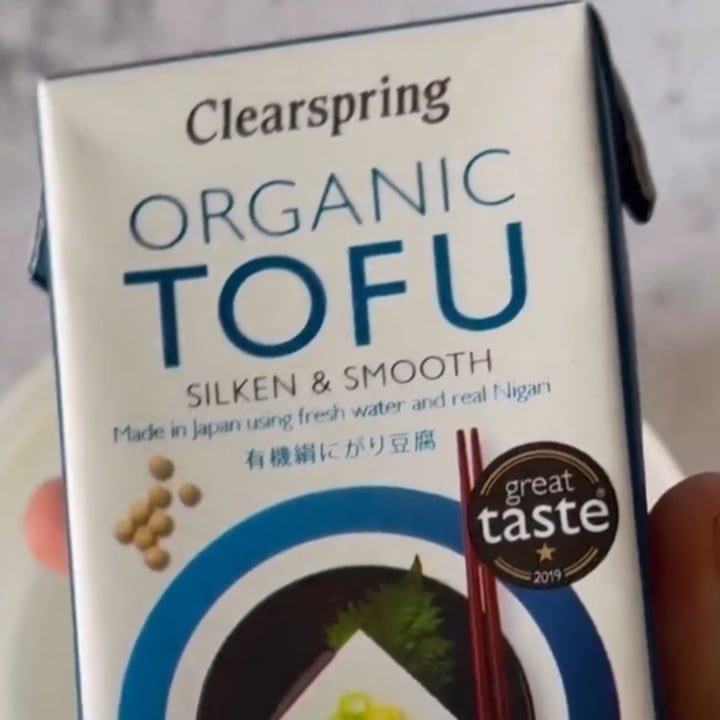 Clearspring
ORGANIC
TOFU
SILKEN & SMOOTH
Made in Japan using fresh water and real Nigari
有機絹にがり豆腐
great
taste®
2019